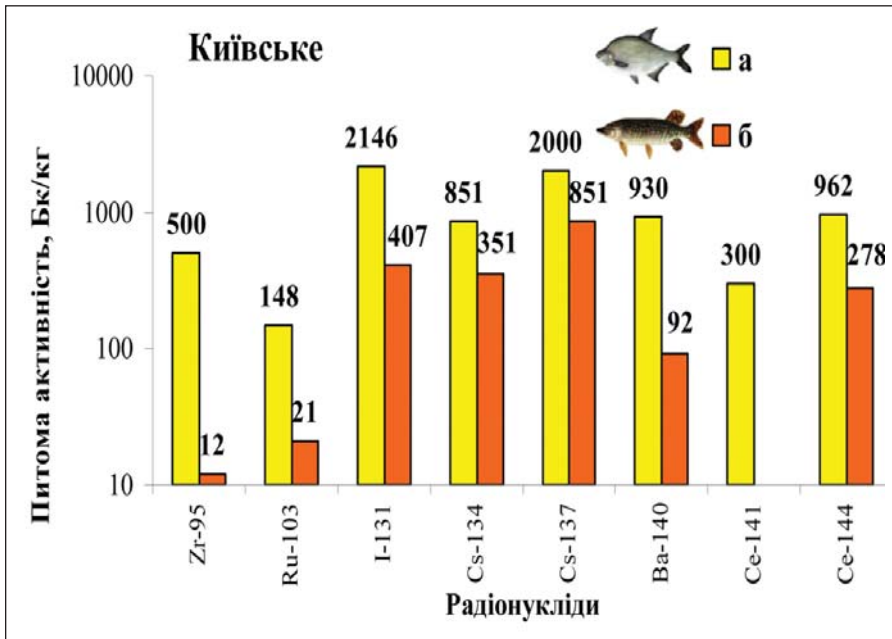 Київське
а
б
Питома активність, Бк/кг
10000
1000
100
10
500
12
148
21
2146
407
851
351
2000
851
930
92
300
962
278
Zr-95
Ru-103
I-131
Cs-134
Cs-137
Ba-140
Ce-141
Ce-144
Радіонукліди